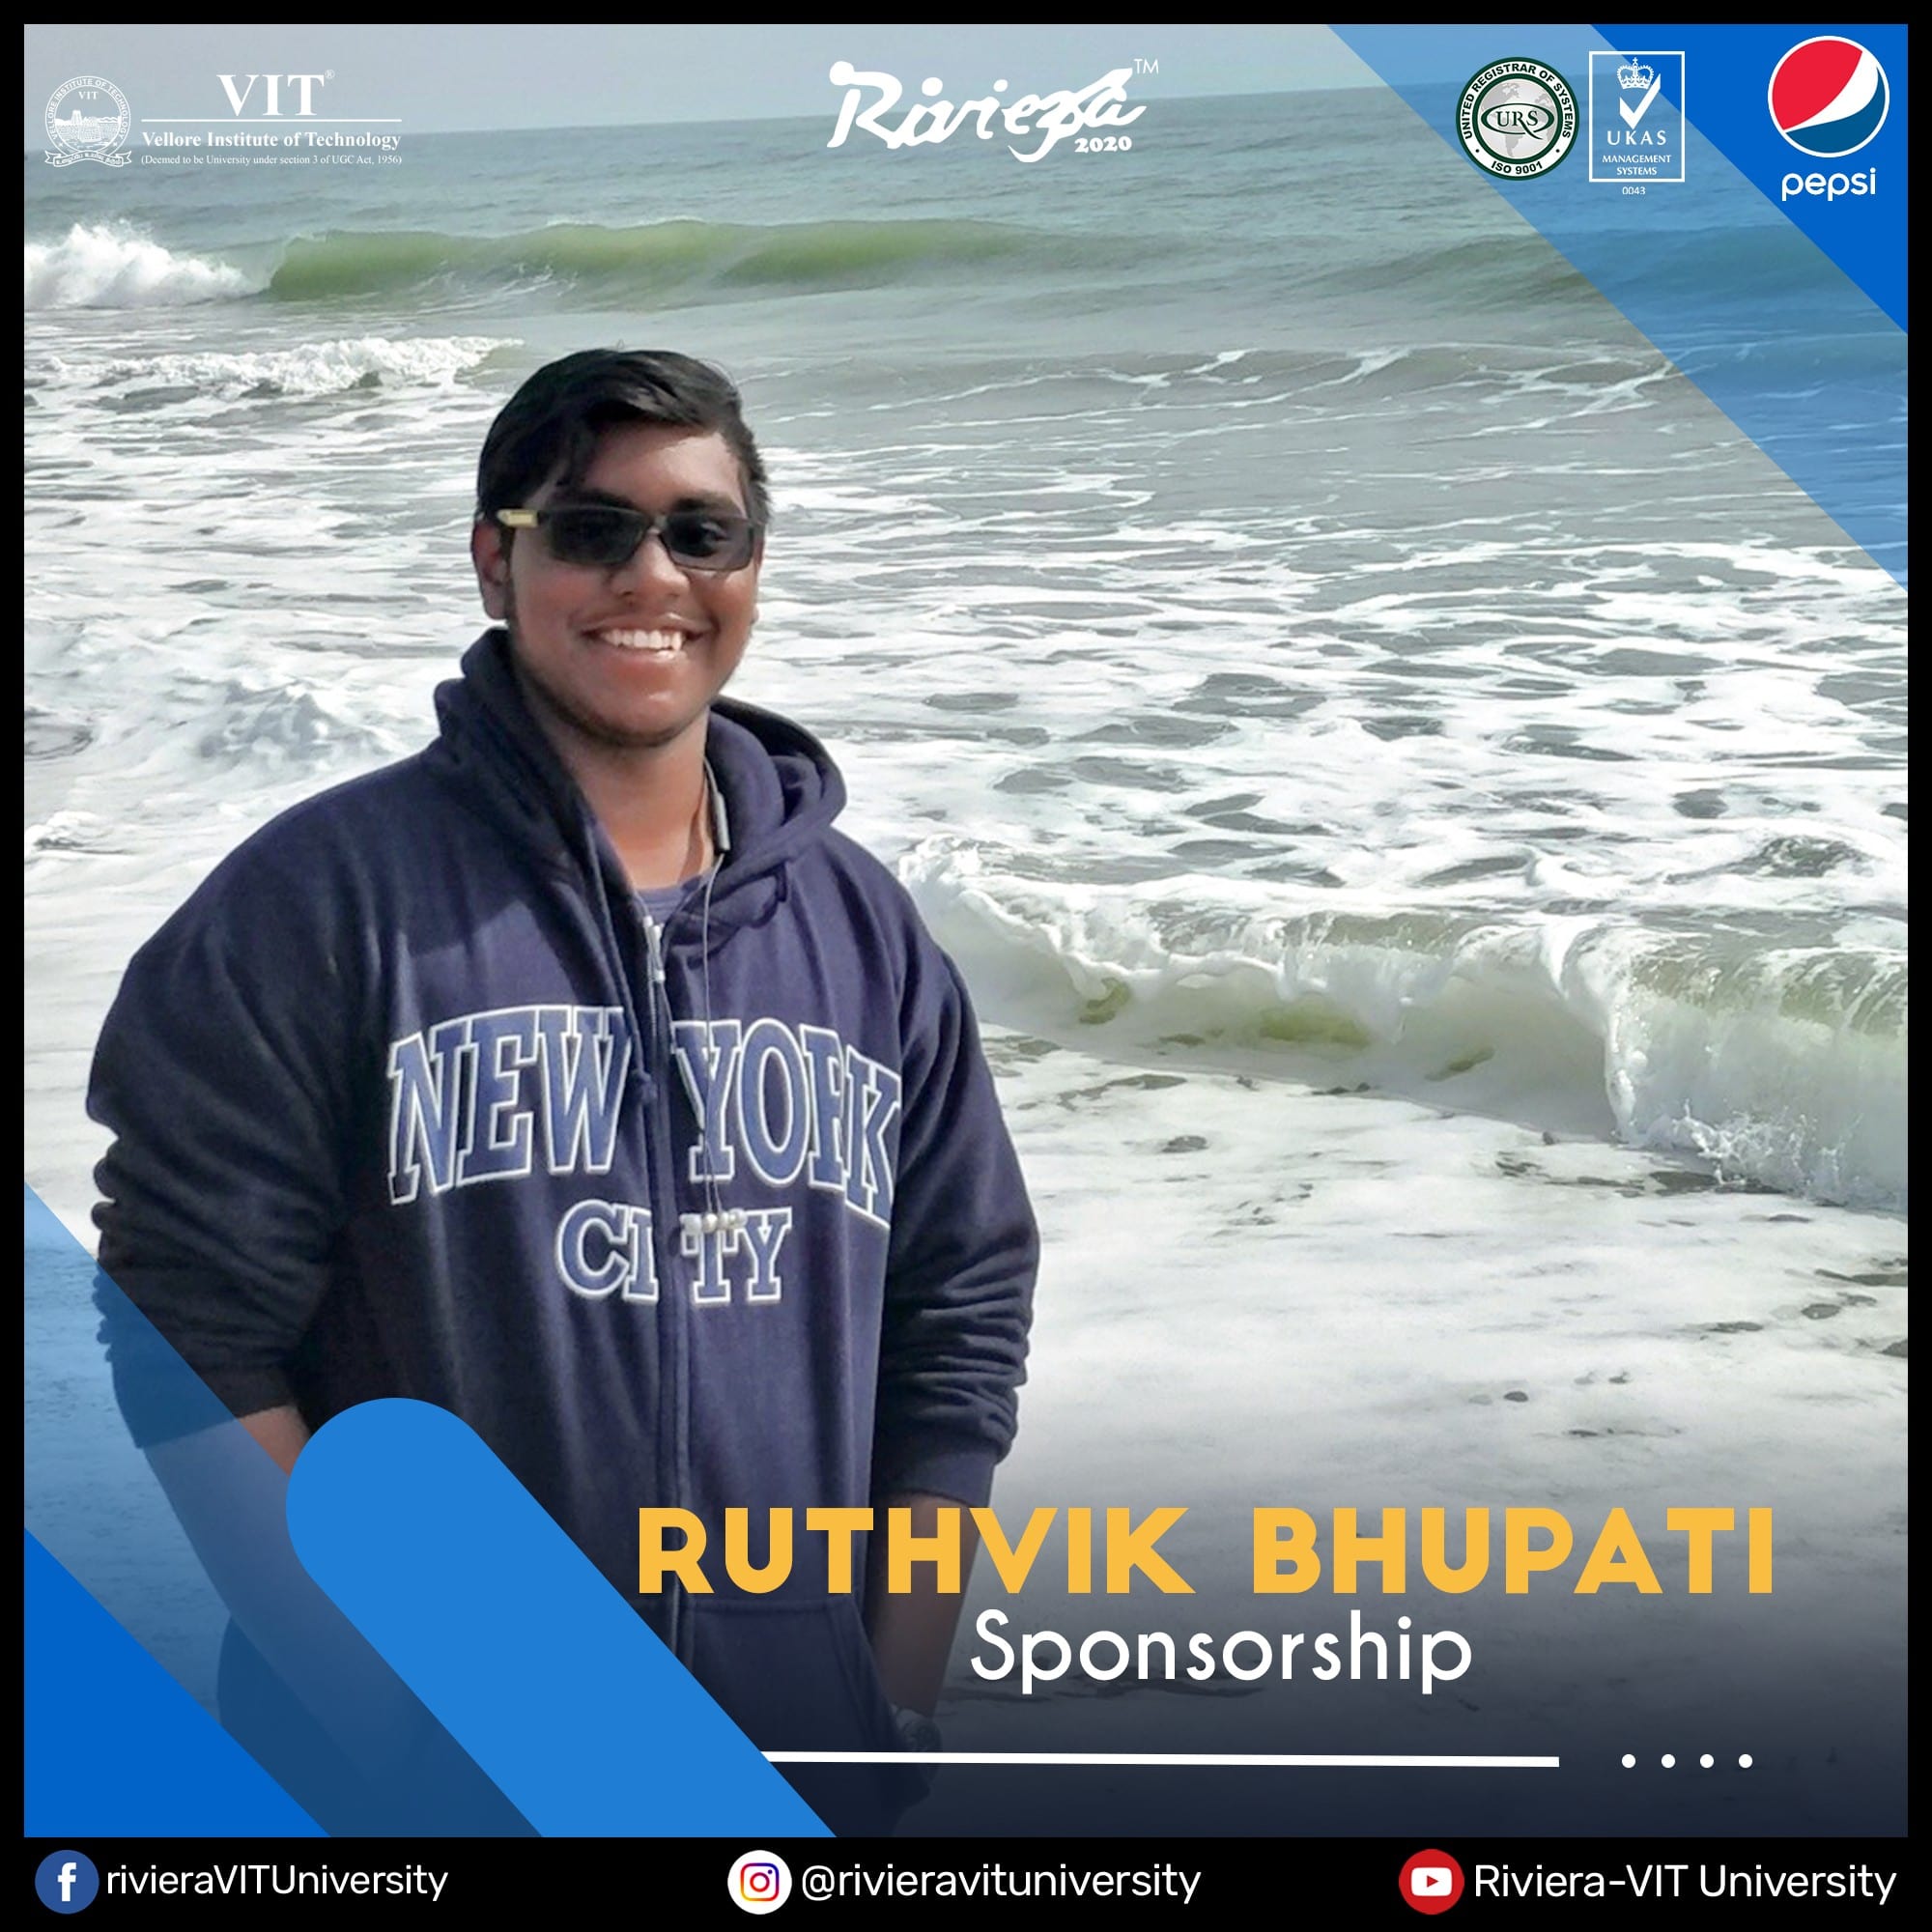 VIT
VIT®
Vellore Institute of Technology
(Deemed to be University under section 3 of UGC Act, 1956)
Riviera™
2020
UNITED REGISTRAR OF SYSTEMS
URS
• ISO 9001 •
UKAS
MANAGEMENT
SYSTEMS
0043
pepsi
NEW YORK
CITY
RUTHVIK BHUPATI
Sponsorship
rivieraVITUniversity
@rivieravituniversity
Riviera-VIT University